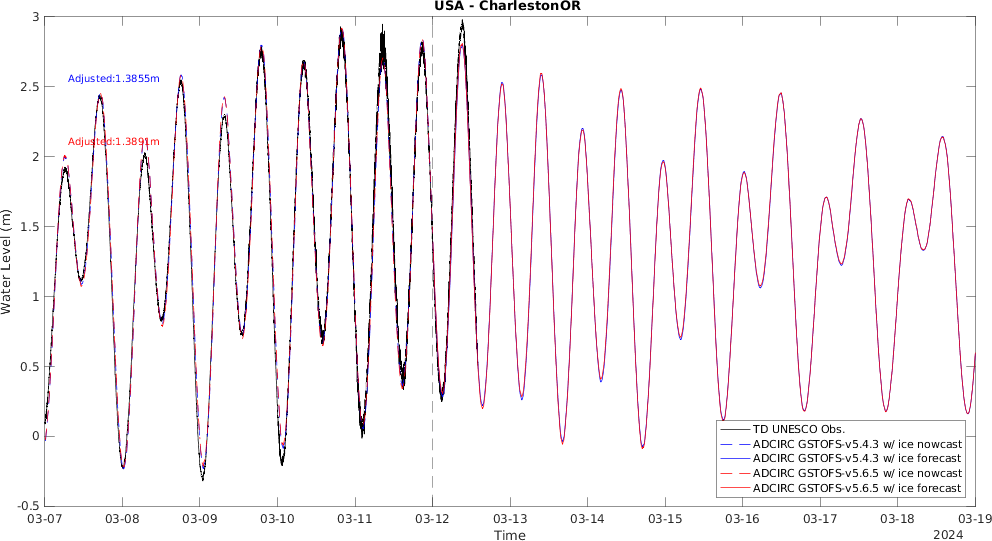 USA - CharlestonOR
3
2.5
2
1.5
1
0.5
0
-0.5
Water Level (m)
Adjusted:1.3855m
Adjusted:1.3891m
TD UNESCO Obs.
ADCIRC GSTOFS-v5.4.3 w/ ice nowcast
ADCIRC GSTOFS-v5.4.3 w/ ice forecast
ADCIRC GSTOFS-v5.6.5 w/ ice nowcast
ADCIRC GSTOFS-v5.6.5 w/ ice forecast
03-07 03-08 03-09 03-10 03-11 03-12 03-13 03-14 03-15 03-16 03-17 03-18 03-19
Time
2024